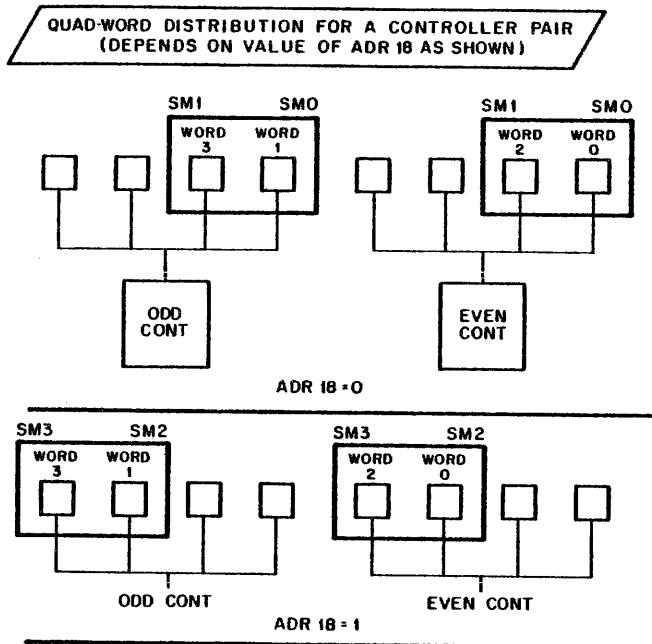 QUAD-WORD DISTRIBUTION FOR A CONTROLLER PAIR
(DEPENDS ON VALUE OF ADR 18 AS SHOWN)
SM1 SM0
WORD 3 WORD 1
SM1 SM0
WORD 2 WORD 0
ODD
CONT
EVEN
CONT
ADR 18=0
SM3 SM2
WORD 3 WORD 1
SM3 SM2
WORD 2 WORD 0
ODD CONT
EVEN CONT
ADR 18=1